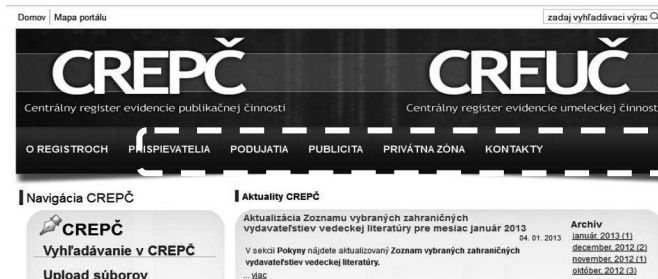 Domov Mapa portálu
zadaj vyhľadávaci výraz
CREPČ CREUČ
Centrálny register evidencie publikačnej činnosti Centrálny register evidencie umeleckej činnost
O REGISTROCH PRISPIEVATELIA PODUJATIA PUBLICITA PRIVÁTNA ZÓNA KONTAKTY
Navigácia CREPČ
CREPČ
Vyhľadávanie v CREPČ
Upload súborov
Aktuality CREPČ
Aktualizácia Zoznamu vybraných zahraničných
vydavateľstiev vedeckej literatúry pre mesiac január 2013
04. 01. 2013
V sekcii Pokyny nájdete aktualizovaný Zoznam vybraných zahraničných
vydavateľstiev vedeckej literatúry.
... viac
Archív
január, 2013 (1)
december, 2012 (2)
november, 2012 (1)
október, 2012 (3)